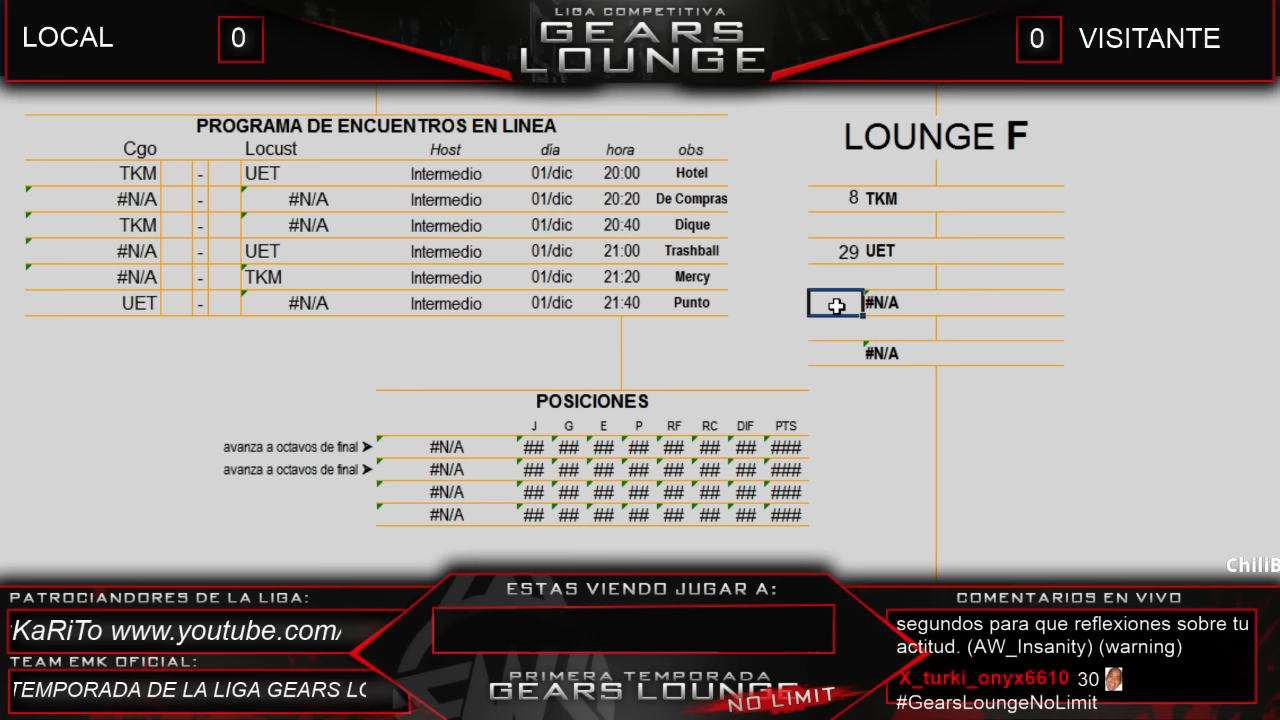 LOCAL 0
LIGA COMPETITIVA
GEARS
LOUNGE
0 VISITANTE
PROGRAMA DE ENCUENTROS EN LINEA
Cgo Locust Host día hora obs
TKM - UET Intermedio 01/dic 20:00 Hotel
#N/A - #N/A Intermedio 01/dic 20:20 De Compras
TKM - #N/A Intermedio 01/dic 20:40 Dique
#N/A - UET Intermedio 01/dic 21:00 Trashball
#N/A - TKM Intermedio 01/dic 21:20 Mercy
UET - #N/A Intermedio 01/dic 21:40 Punto
LOUNGE F
8 TKM
29 UET
#N/A
#N/A
POSICIONES
J G E P RF RC DIF PTS
avanza a octavos de final ➤ #N/A ## ## ## ## ## ## ## ###
avanza a octavos de final ➤ #N/A ## ## ## ## ## ## ## ###
#N/A ## ## ## ## ## ## ## ###
#N/A ## ## ## ## ## ## ## ###
ChiliB
PATROCIANDORES DE LA LIGA:
KaRiTo www.youtube.com/
TEAM EMK OFICIAL:
TEMPORADA DE LA LIGA GEARS LO
ESTAS VIENDO JUGAR A:
PRIMERA TEMPORADA
GEARS LOUNGE
NO LIMIT
COMENTARIOS EN VIVO
segundos para que reflexiones sobre tu
actitud. (AW_Insanity) (warning)
X_turki_onyx6610 30
#GearsLoungeNoLimit